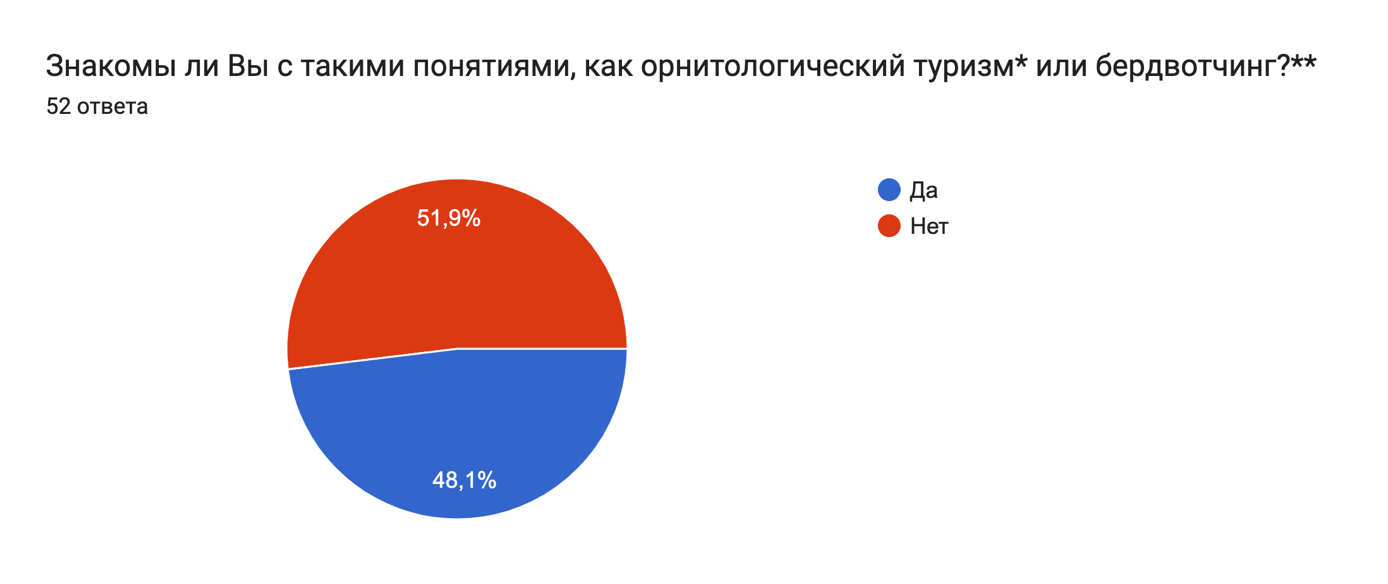 Знакомы ли Вы с такими понятиями, как орнитологический туризм* или бердвотчинг?**
52 ответа
Да
Нет
51,9%
48,1%